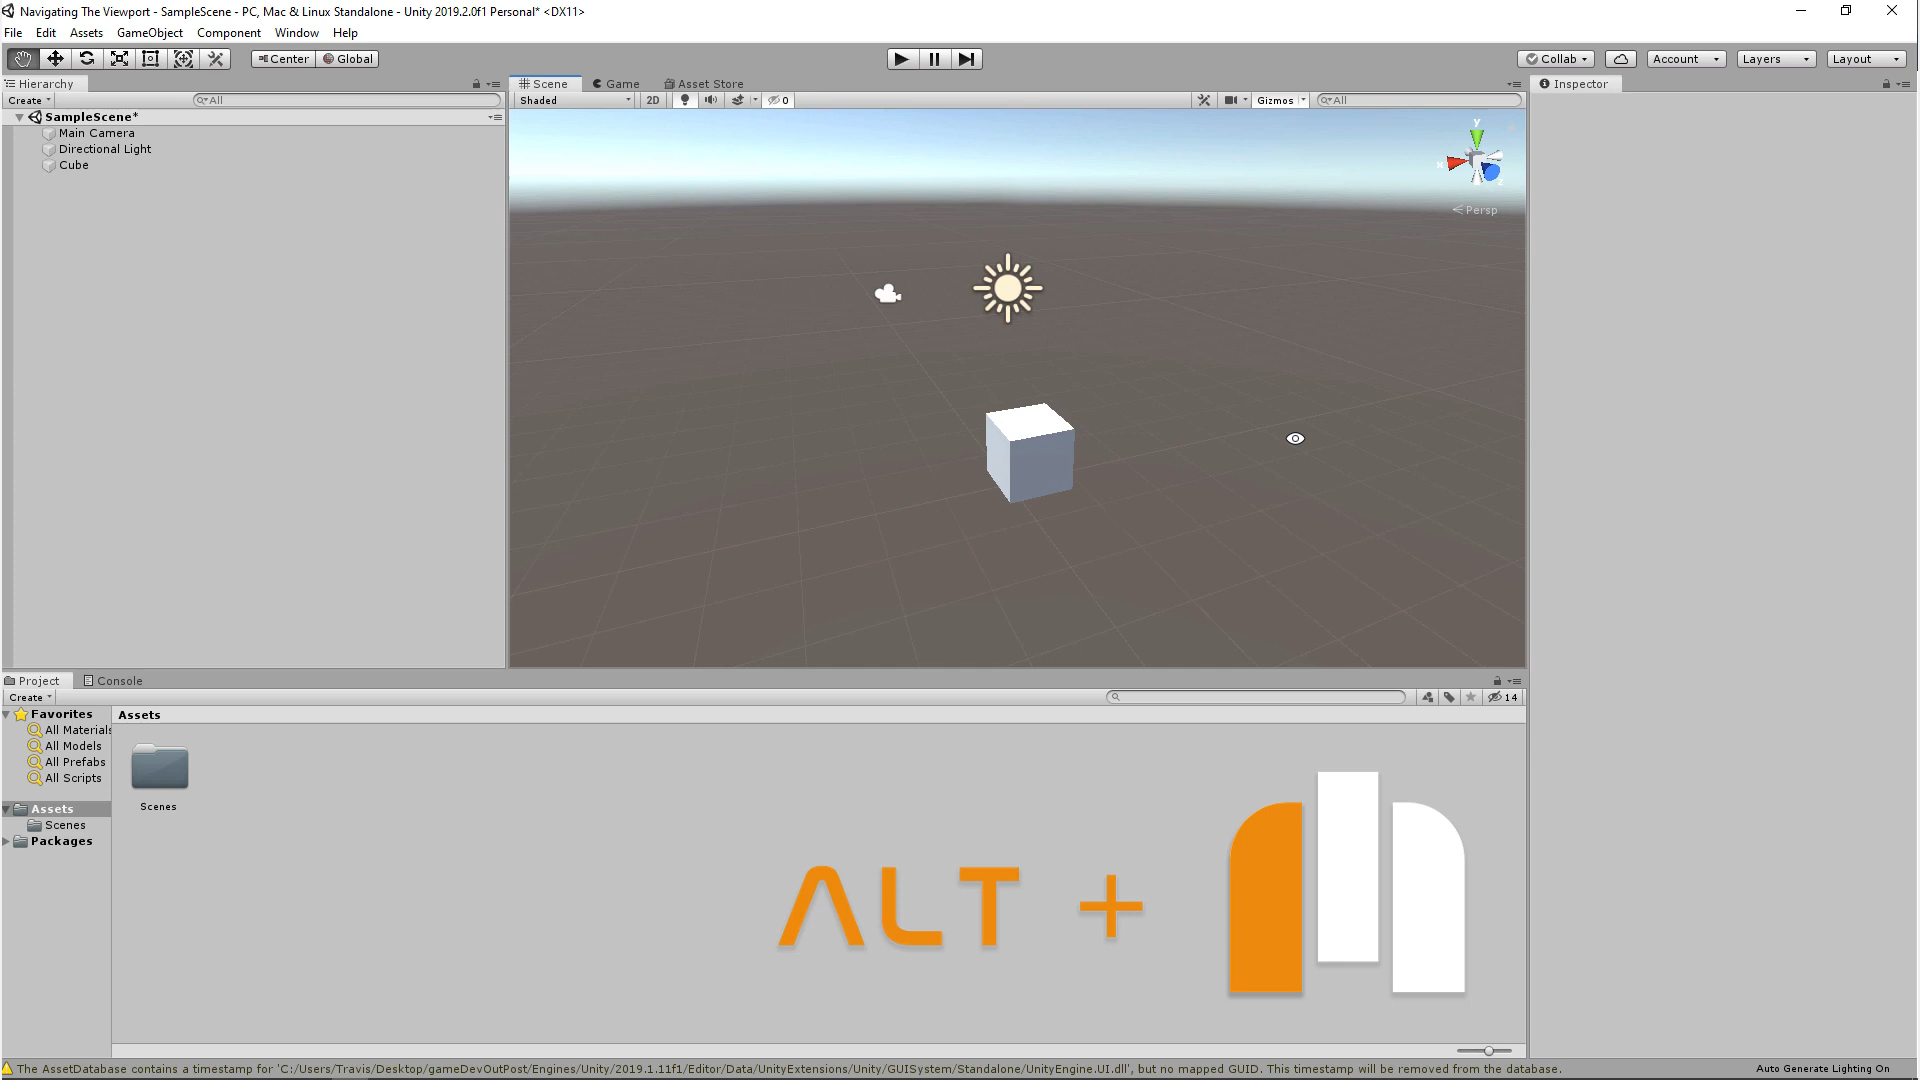 Navigating The Viewport - SampleScene - PC, Mac & Linux Standalone - Unity 2019.2.0f1 Personal* <DX11>
File Edit Assets GameObject Component Window Help
Center Global Collab Account Layers Layout
Hierarchy Scene Game Asset Store Inspector
Create All Shaded 2D 0 Gizmos All
SampleScene*
Main Camera
Directional Light
Cube
y
x
z
Persp
Project Console
Create 14
Favorites Assets
All Materials
All Models
All Prefabs
All Scripts
Scenes
Assets
Scenes
Packages
ALT +
The AssetDatabase contains a timestamp for 'C:/Users/Travis/Desktop/gameDevOutPost/Engines/Unity/2019.1.11f1/Editor/Data/UnityExtensions/Unity/GUISystem/Standalone/UnityEngine.UI.dll', but no mapped GUID. This timestamp will be removed from the database. Auto Generate Lighting On